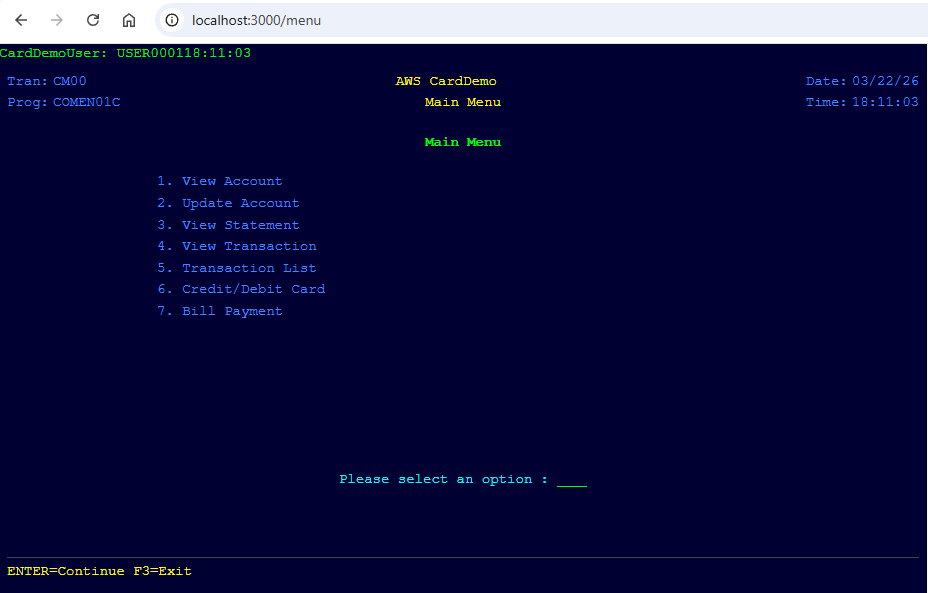 localhost:3000/menu
CardDemoUser: USER000118:11:03
Tran: CM00 AWS CardDemo Date: 03/22/26
Prog: COMEN01C Main Menu Time: 18:11:03
Main Menu
1. View Account
2. Update Account
3. View Statement
4. View Transaction
5. Transaction List
6. Credit/Debit Card
7. Bill Payment
Please select an option : ____
ENTER=Continue F3=Exit